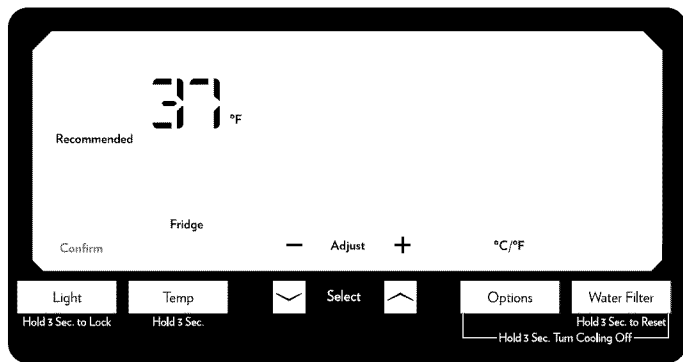 37 °F
Recommended
Fridge
Confirm
− Adjust + °C/°F
Light Temp Select Options Water Filter
Hold 3 Sec. to Lock Hold 3 Sec. Hold 3 Sec. to Reset
Hold 3 Sec. Turn Cooling Off